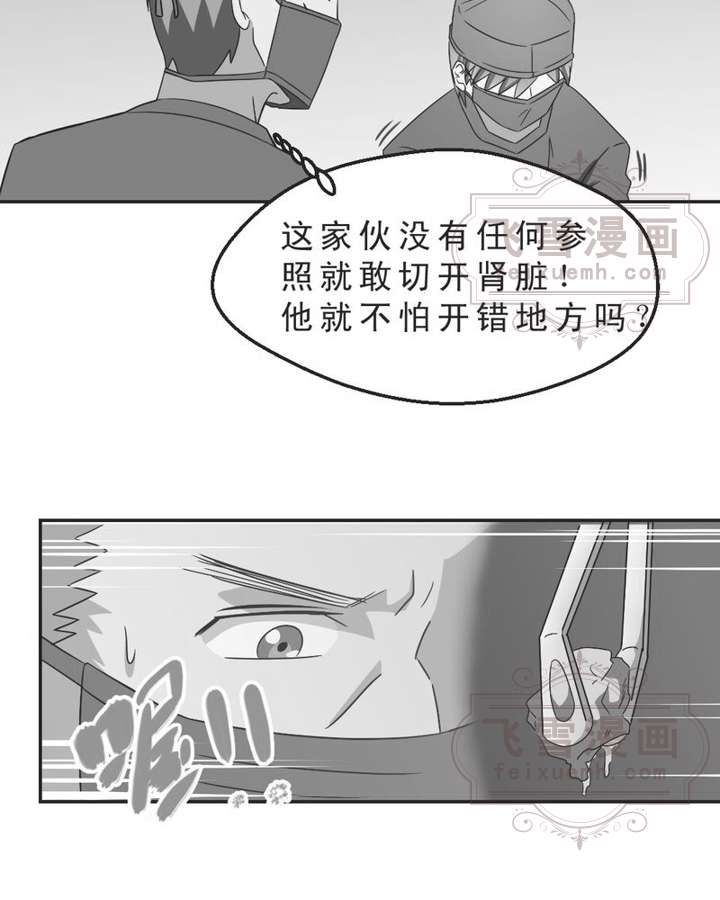 这家伙没有任何参
照就敢切开肾脏！
他就不怕开错地方吗？
飞雪漫画
feixuemh.com
喔！！
飞雪漫画
feixuemh.com